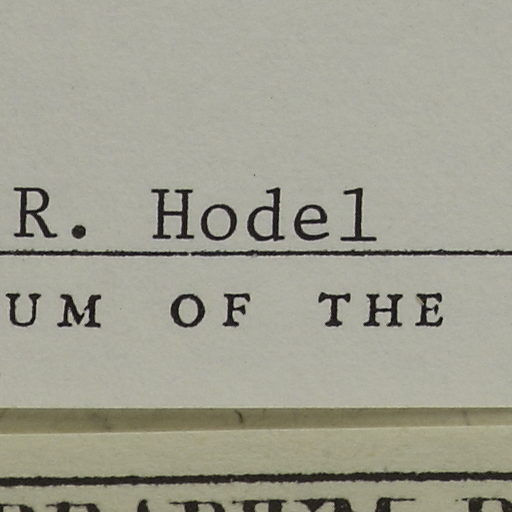 R. Hodel
UM OF THE